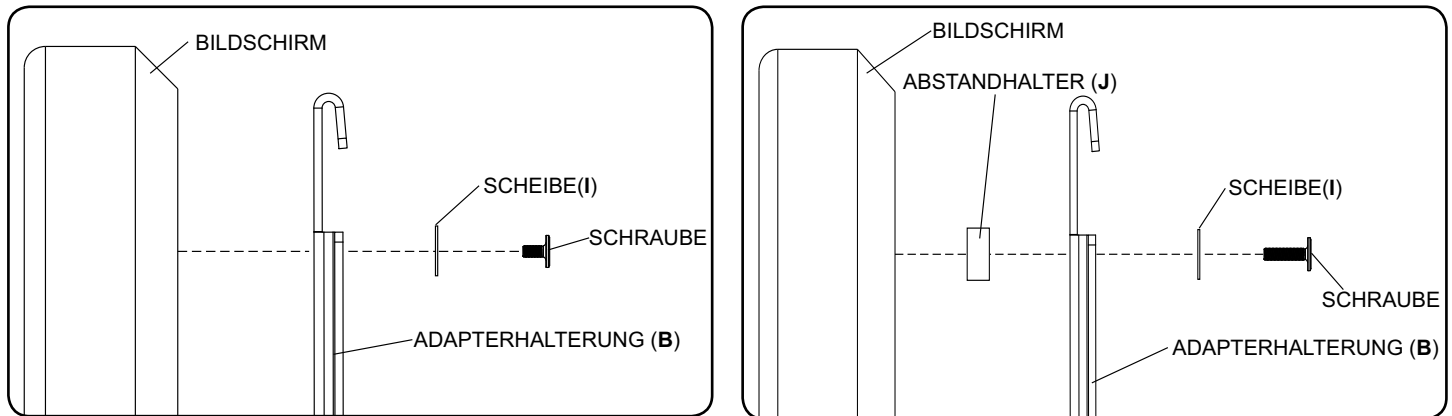 BILDSCHIRM
SCHEIBE(I)
SCHRAUBE
ADAPTERHALTERUNG (B)
BILDSCHIRM
ABSTANDHALTER (J)
SCHEIBE(I)
SCHRAUBE
ADAPTERHALTERUNG (B)